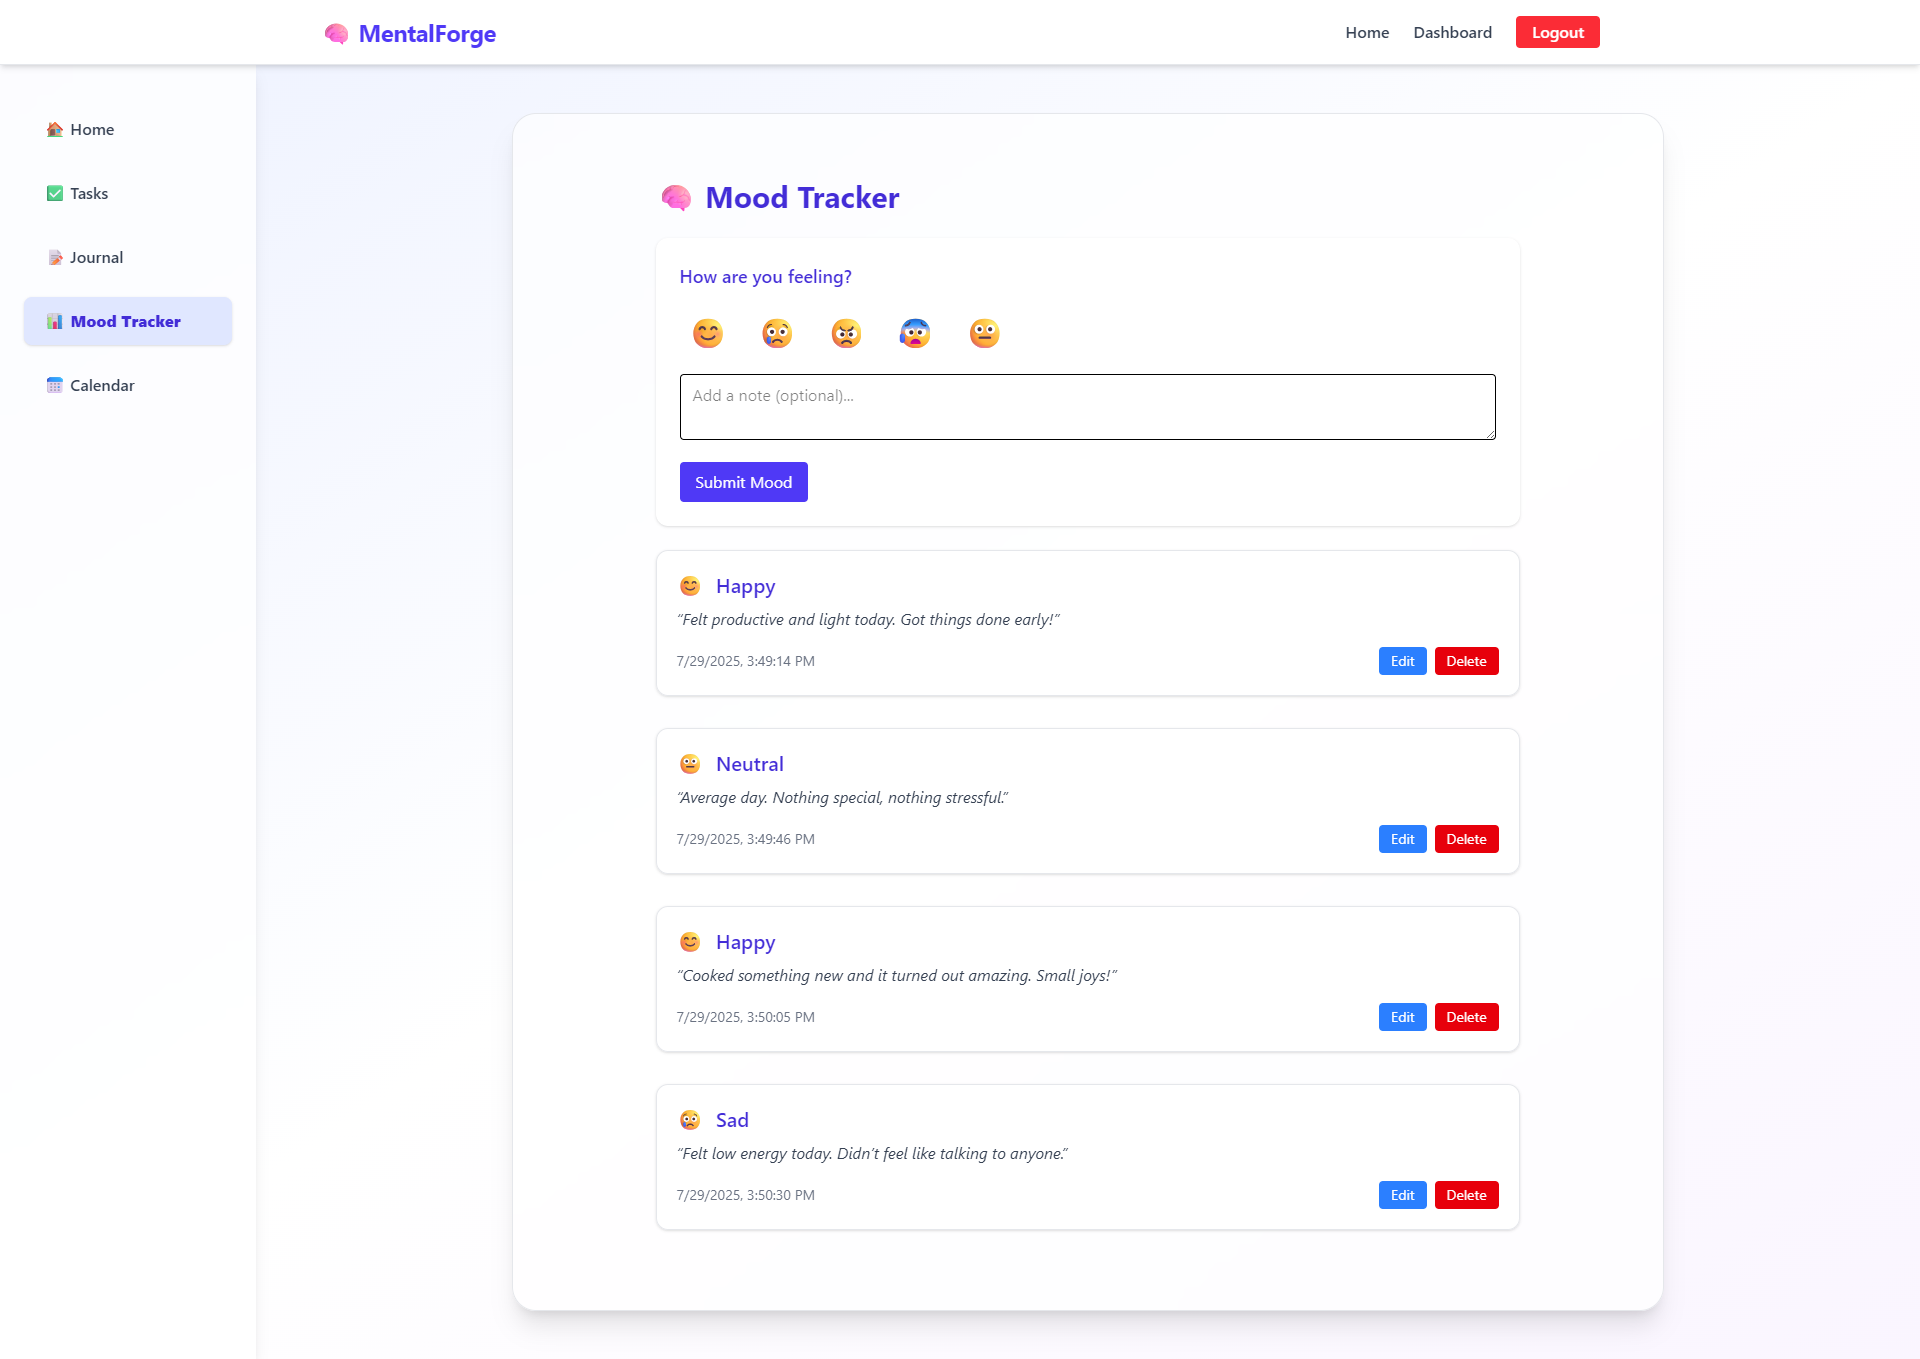 MentalForge
Home Dashboard Logout
Home
Tasks
Journal
Mood Tracker
Calendar
Mood Tracker
How are you feeling?
Add a note (optional)...
Submit Mood
Happy
“Felt productive and light today. Got things done early!”
7/29/2025, 3:49:14 PM Edit Delete
Neutral
“Average day. Nothing special, nothing stressful.”
7/29/2025, 3:49:46 PM Edit Delete
Happy
“Cooked something new and it turned out amazing. Small joys!”
7/29/2025, 3:50:05 PM Edit Delete
Sad
“Felt low energy today. Didn’t feel like talking to anyone.”
7/29/2025, 3:50:30 PM Edit Delete